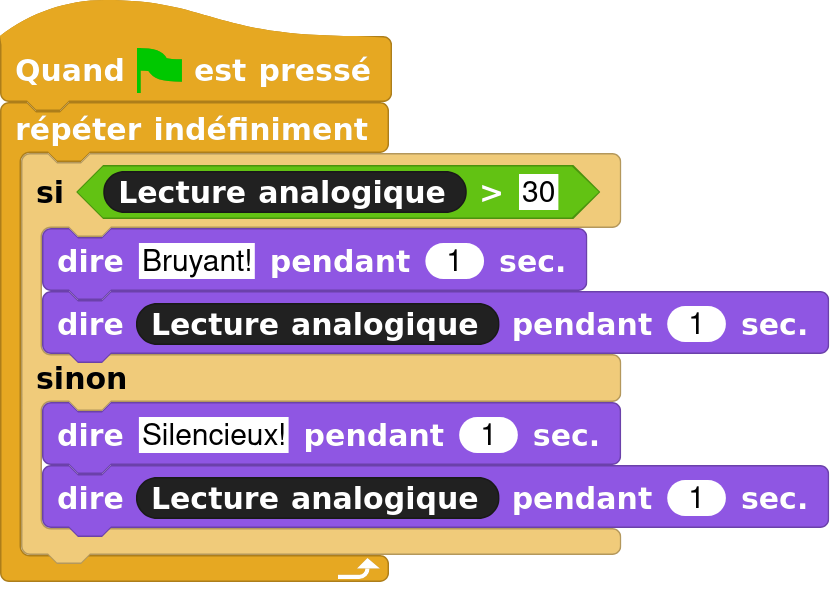 Quand est pressé
répéter indéfiniment
si Lecture analogique > 30
dire Bruyant! pendant 1 sec.
dire Lecture analogique pendant 1 sec.
sinon
dire Silencieux! pendant 1 sec.
dire Lecture analogique pendant 1 sec.